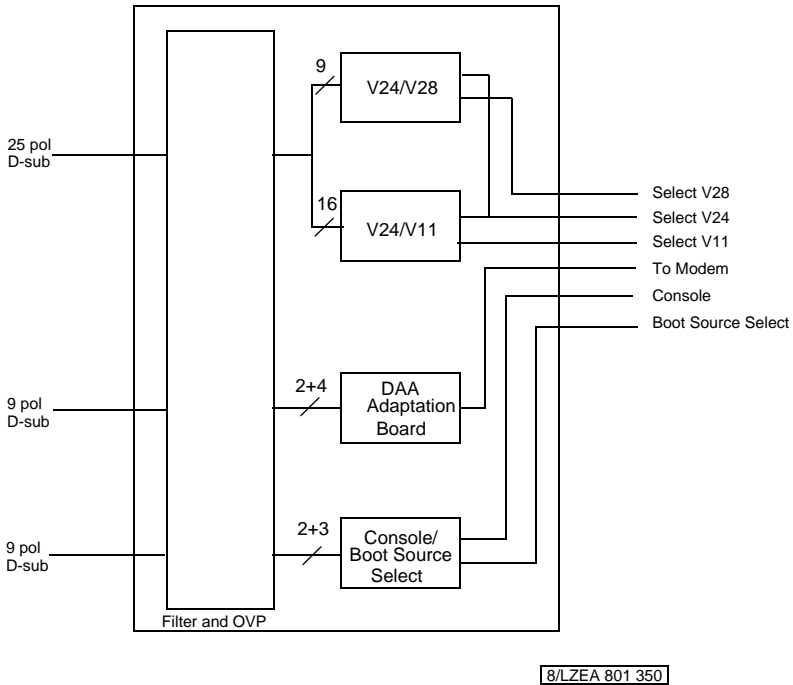 9
V24/V28
25 pol
D-sub
16
V24/V11
Select V28
Select V24
Select V11
To Modem
Console
Boot Source Select
2+4
DAA
Adaptation
Board
9 pol
D-sub
2+3
Console/
Boot Source
Select
9 pol
D-sub
Filter and OVP
8/LZEA 801 350